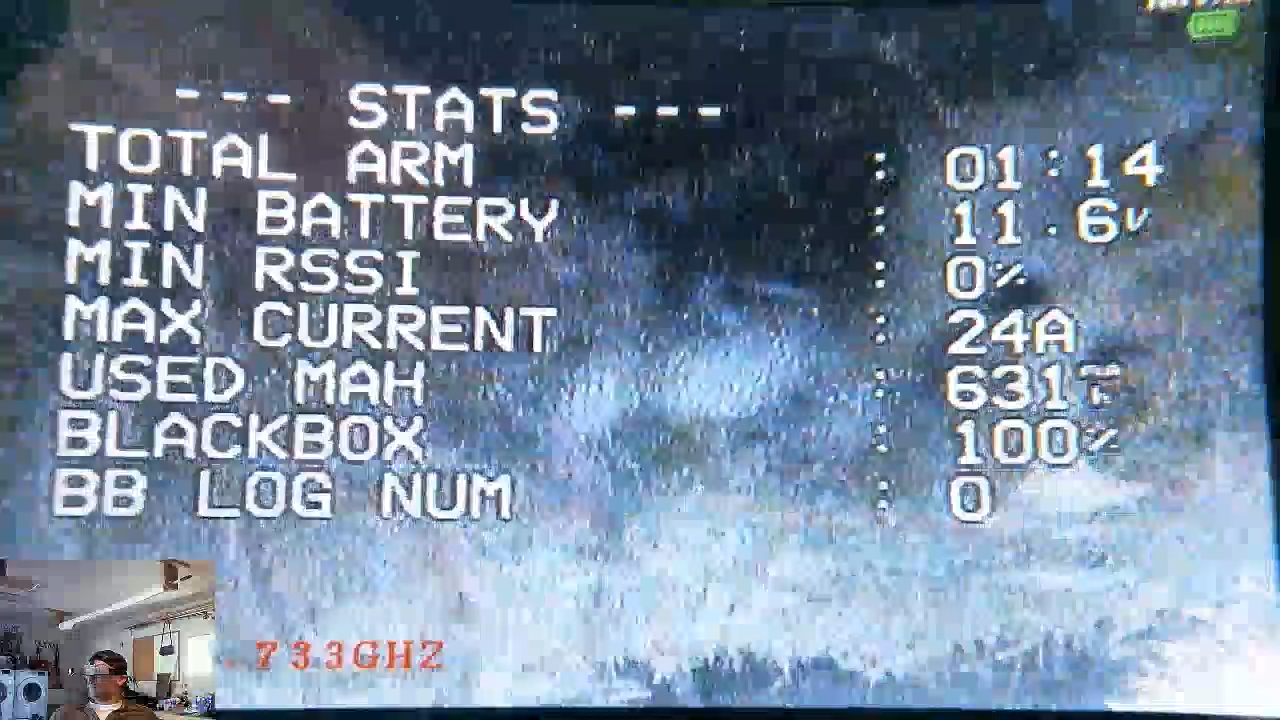 --- STATS ---
TOTAL ARM : 01:14
MIN BATTERY : 11.6V
MIN RSSI : 0%
MAX CURRENT : 24A
USED MAH : 631
BLACKBOX : 100%
BB LOG NUM : 0
.733GHZ